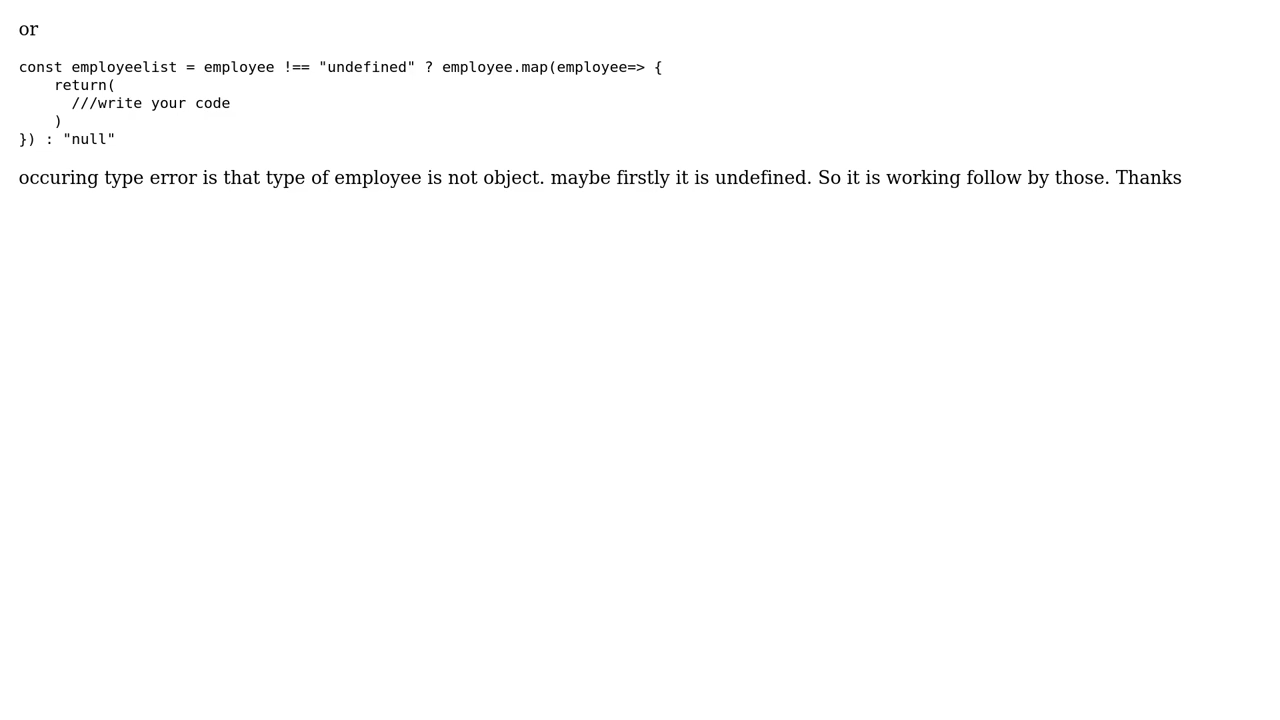 or
const employeelist = employee !== "undefined" ? employee.map(employee=> {
    return(
      ///write your code
    )
}) : "null"
occuring type error is that type of employee is not object. maybe firstly it is undefined. So it is working follow by those. Thanks